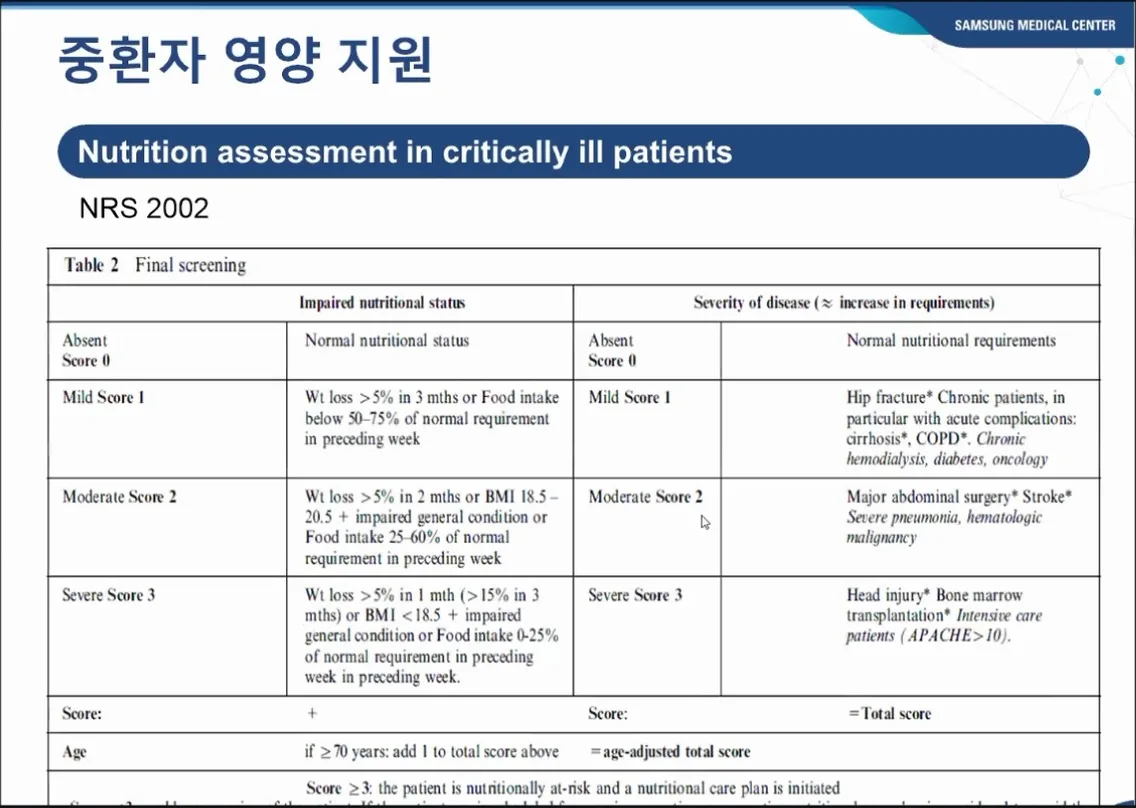 SAMSUNG MEDICAL CENTER
중환자 영양 지원
Nutrition assessment in critically ill patients
NRS 2002
Table 2 Final screening
Impaired nutritional status
Severity of disease (≈ increase in requirements)
Absent
Score 0
Normal nutritional status
Absent
Score 0
Normal nutritional requirements
Mild Score 1
Wt loss >5% in 3 mths or Food intake
below 50–75% of normal requirement
in preceding week
Mild Score 1
Hip fracture* Chronic patients, in
particular with acute complications:
cirrhosis*, COPD*. Chronic
hemodialysis, diabetes, oncology
Moderate Score 2
Wt loss >5% in 2 mths or BMI 18.5 –
20.5 + impaired general condition or
Food intake 25–60% of normal
requirement in preceding week
Moderate Score 2
Major abdominal surgery* Stroke*
Severe pneumonia, hematologic
malignancy
Severe Score 3
Wt loss >5% in 1 mth (>15% in 3
mths) or BMI <18.5 + impaired
general condition or Food intake 0-25%
of normal requirement in preceding
week in preceding week.
Severe Score 3
Head injury* Bone marrow
transplantation* Intensive care
patients (APACHE>10).
Score:
+
Score:
=Total score
Age
if ≥70 years: add 1 to total score above
=age-adjusted total score
Score ≥3: the patient is nutritionally at-risk and a nutritional care plan is initiated